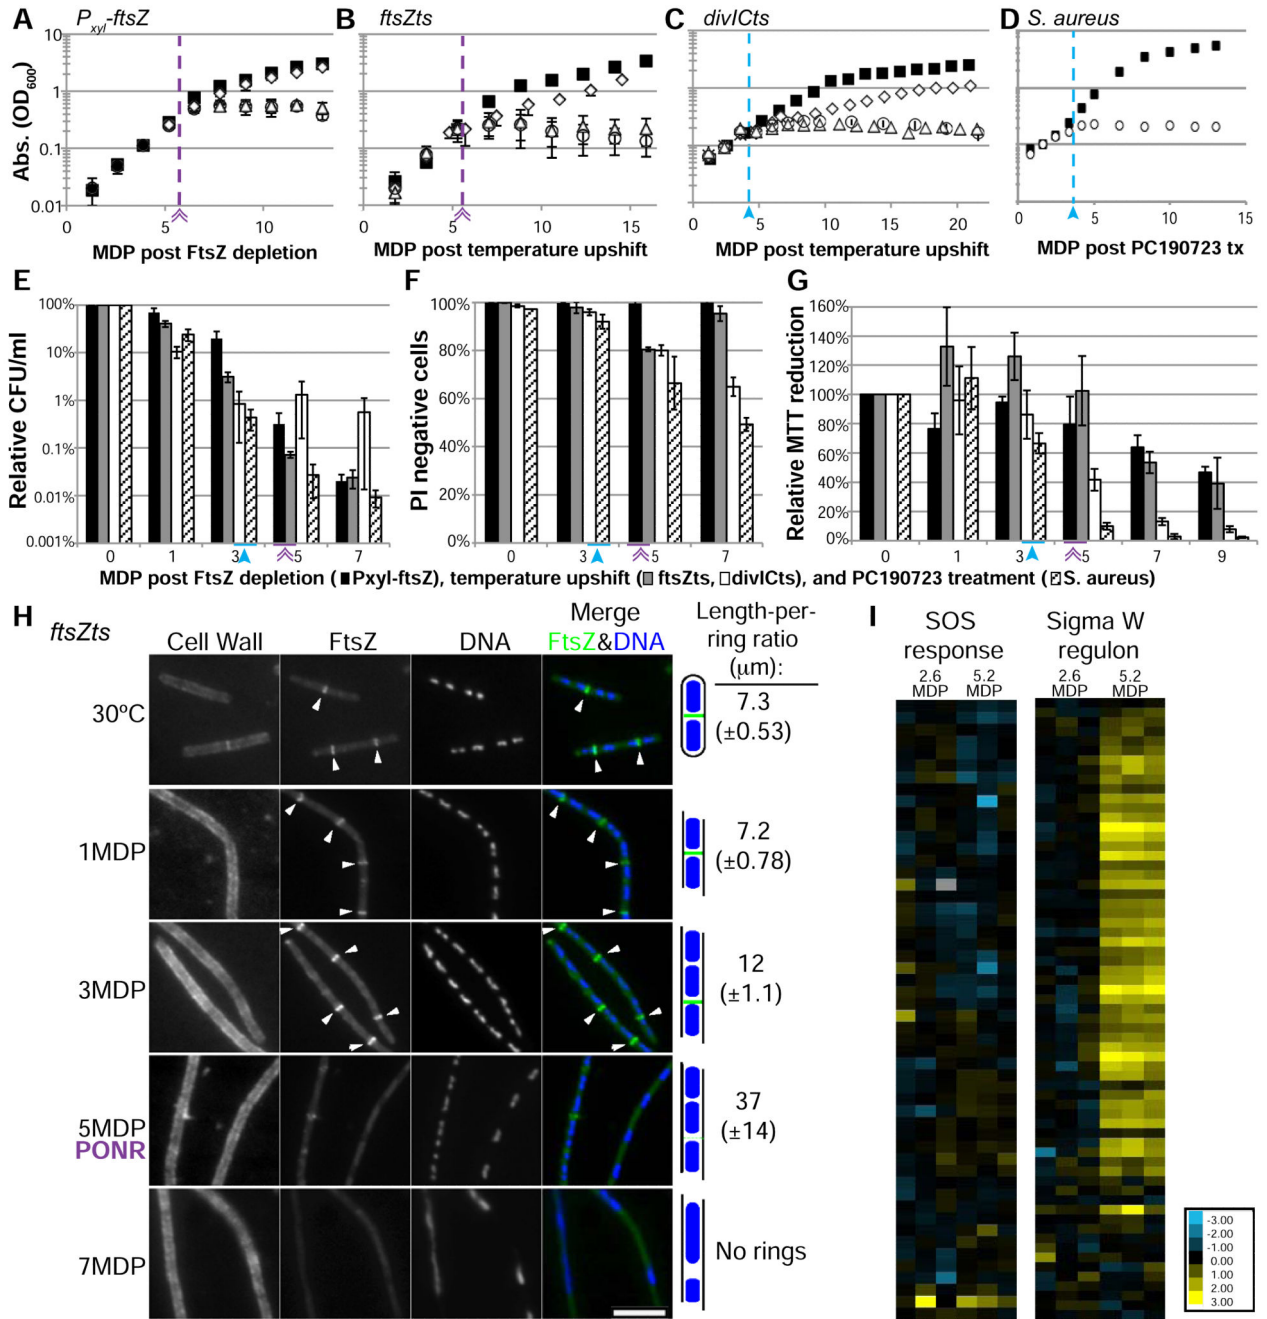 A P_xyl-ftsZ
B ftsZts
C divICts
D S. aureus
Abs. (OD600)
10
1
0.1
0.01
0 5 10
0 5 10 15
0 5 10 15 20
0 5 10 15
MDP post FtsZ depletion
MDP post temperature upshift
MDP post temperature upshift
MDP post PC190723 tx
E
Relative CFU/ml
100%
10%
1%
0.1%
0.01%
0.001%
0 1 3 5 7
F
PI negative cells
100%
80%
60%
40%
20%
0%
0 3 5 7
G
Relative MTT reduction
160%
140%
120%
100%
80%
60%
40%
20%
0%
0 1 3 5 7 9
MDP post FtsZ depletion (Pxyl-ftsZ), temperature upshift (ftsZts, divICts), and PC190723 treatment (S. aureus)
H ftsZts
Cell Wall
FtsZ
DNA
Merge
FtsZ&DNA
Length-per-
ring ratio
(μm):
30ºC
7.3
(±0.53)
1MDP
7.2
(±0.78)
3MDP
12
(±1.1)
5MDP
PONR
37
(±14)
7MDP
No rings
I
SOS
response
2.6 MDP
5.2 MDP
Sigma W
regulon
2.6 MDP
5.2 MDP
-3.00
-2.00
-1.00
0.00
1.00
2.00
3.00